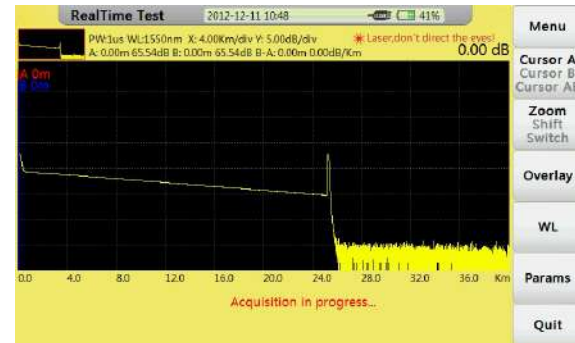 RealTime Test 2012-12-11 10:48 41%
PW:1us WL:1550nm X: 4.00Km/div Y: 5.00dB/div ✳Laser,don't direct the eyes!
A: 0.00m 65.54dB B: 0.00m 65.54dB B-A: 0.00m 0.00dB/Km 0.00 dB
A 0m
B 0m
0.0 4.0 8.0 12.0 16.0 20.0 24.0 28.0 32.0 36.0 Km
Acquisition in progress...
Menu
Cursor A
Cursor B
Cursor AB
Zoom
Shift
Switch
Overlay
WL
Params
Quit